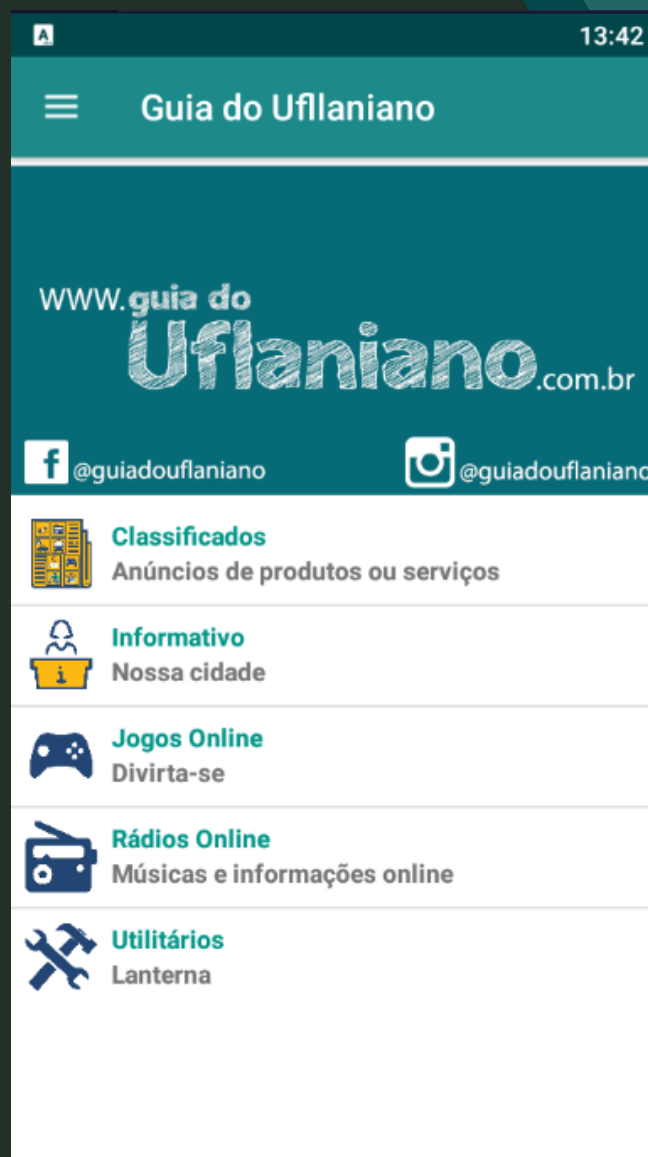 A
13:42
Guia do Ufllaniano
www.guia do
Uflaniano.com.br
f @guiadouflaniano
@guiadouflaniano
Classificados
Anúncios de produtos ou serviços
i
Informativo
Nossa cidade
Jogos Online
Divirta-se
Rádios Online
Músicas e informações online
Utilitários
Lanterna